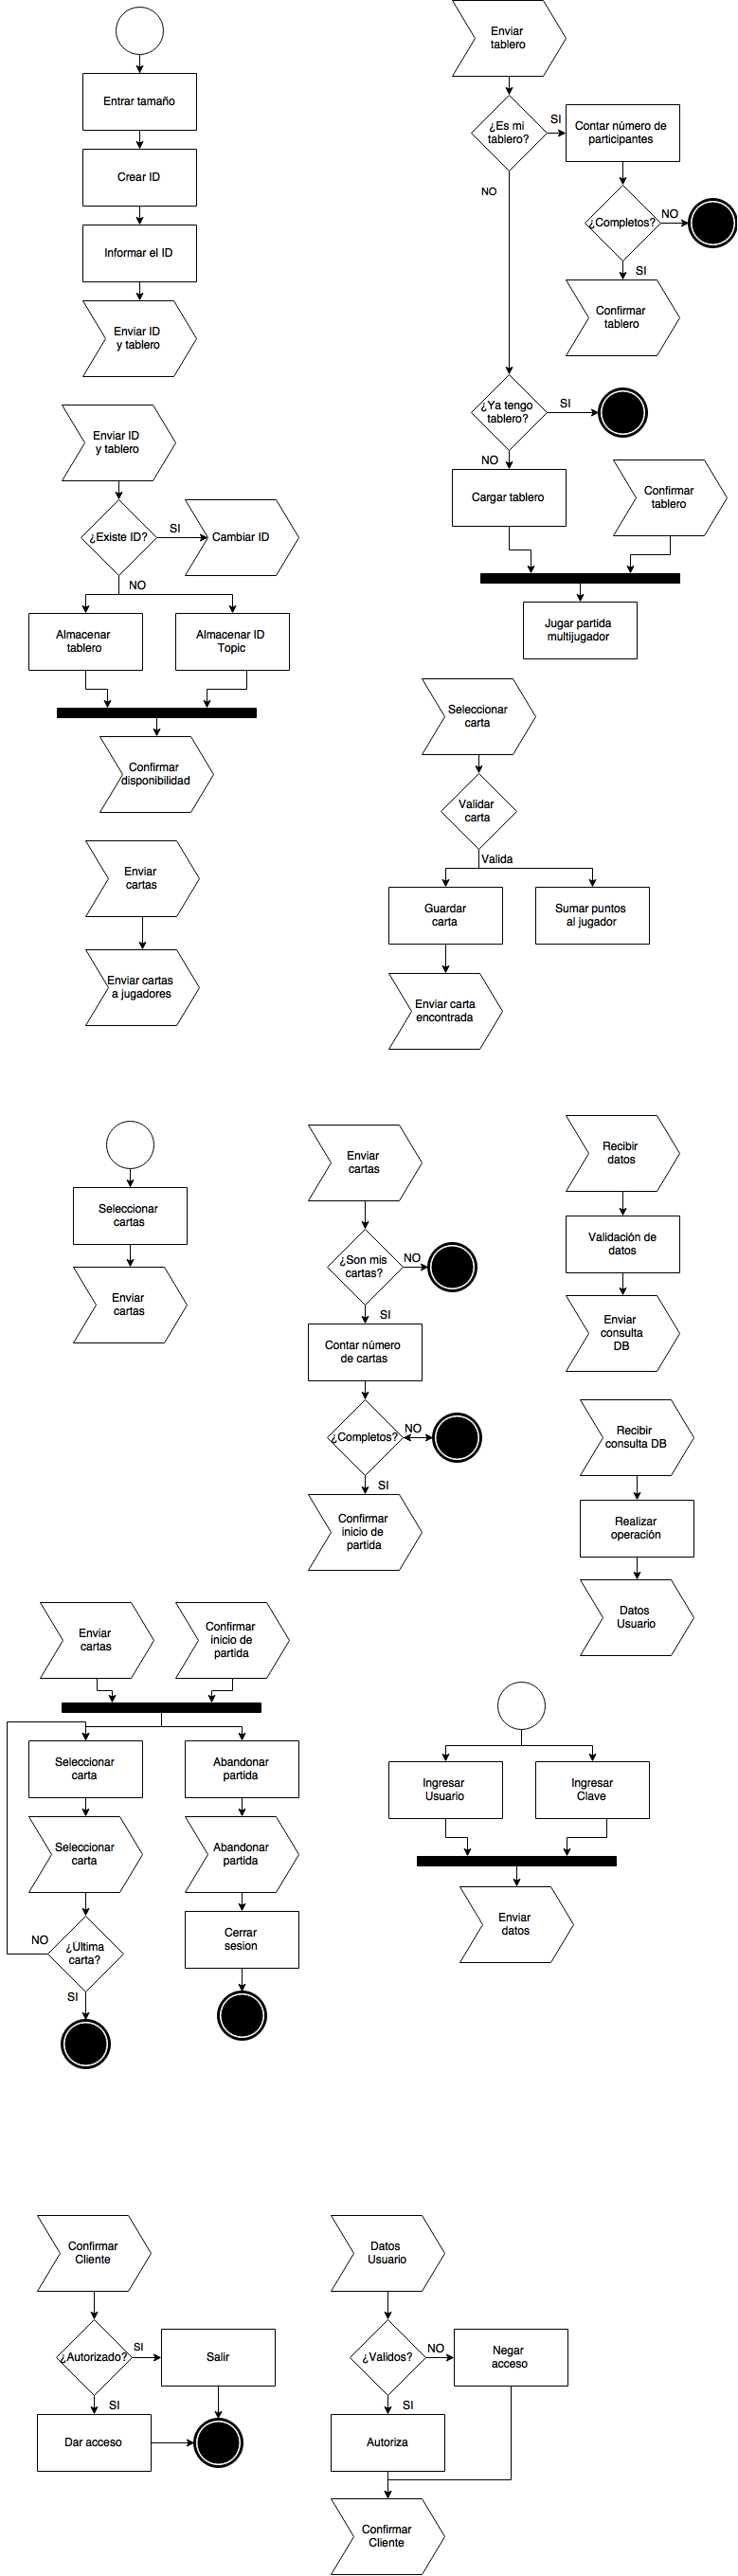 Entrar tamaño
Crear ID
Informar el ID
Enviar ID
y tablero
Enviar
tablero
¿Es mi
tablero?
SI
Contar número de
participantes
NO
¿Completos?
NO
SI
Confirmar
tablero
¿Ya tengo
tablero?
SI
NO
Cargar tablero
Confirmar
tablero
Jugar partida
multijugador
Enviar ID
y tablero
¿Existe ID?
SI
Cambiar ID
NO
Almacenar
tablero
Almacenar ID
Topic
Confirmar
disponibilidad
Enviar
cartas
Enviar cartas
a jugadores
Seleccionar
carta
Validar
carta
Valida
Guardar
carta
Sumar puntos
al jugador
Enviar carta
encontrada
Seleccionar
cartas
Enviar
cartas
Enviar
cartas
¿Son mis
cartas?
NO
SI
Contar número
de cartas
¿Completos?
NO
SI
Confirmar
inicio de
partida
Recibir
datos
Validación de
datos
Enviar
consulta
DB
Recibir
consulta DB
Realizar
operación
Datos
Usuario
Enviar
cartas
Confirmar
inicio de
partida
Seleccionar
carta
Abandonar
partida
Seleccionar
carta
Abandonar
partida
NO
¿Última
carta?
SI
Cerrar
sesion
Ingresar
Usuario
Ingresar
Clave
Enviar
datos
Confirmar
Cliente
¿Autorizado?
SI
Salir
SI
Dar acceso
Datos
Usuario
¿Validos?
NO
Negar
acceso
SI
Autoriza
Confirmar
Cliente